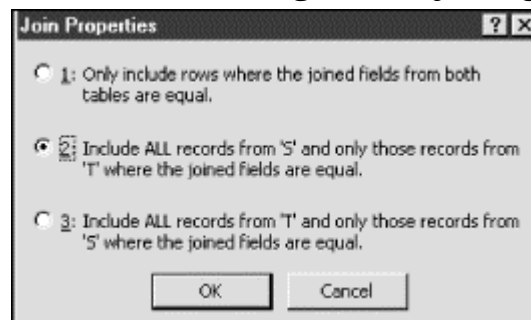 Join Properties
1: Only include rows where the joined fields from both
tables are equal.
2: Include ALL records from 'S' and only those records from
'T' where the joined fields are equal.
3: Include ALL records from 'T' and only those records from
'S' where the joined fields are equal.
OK Cancel